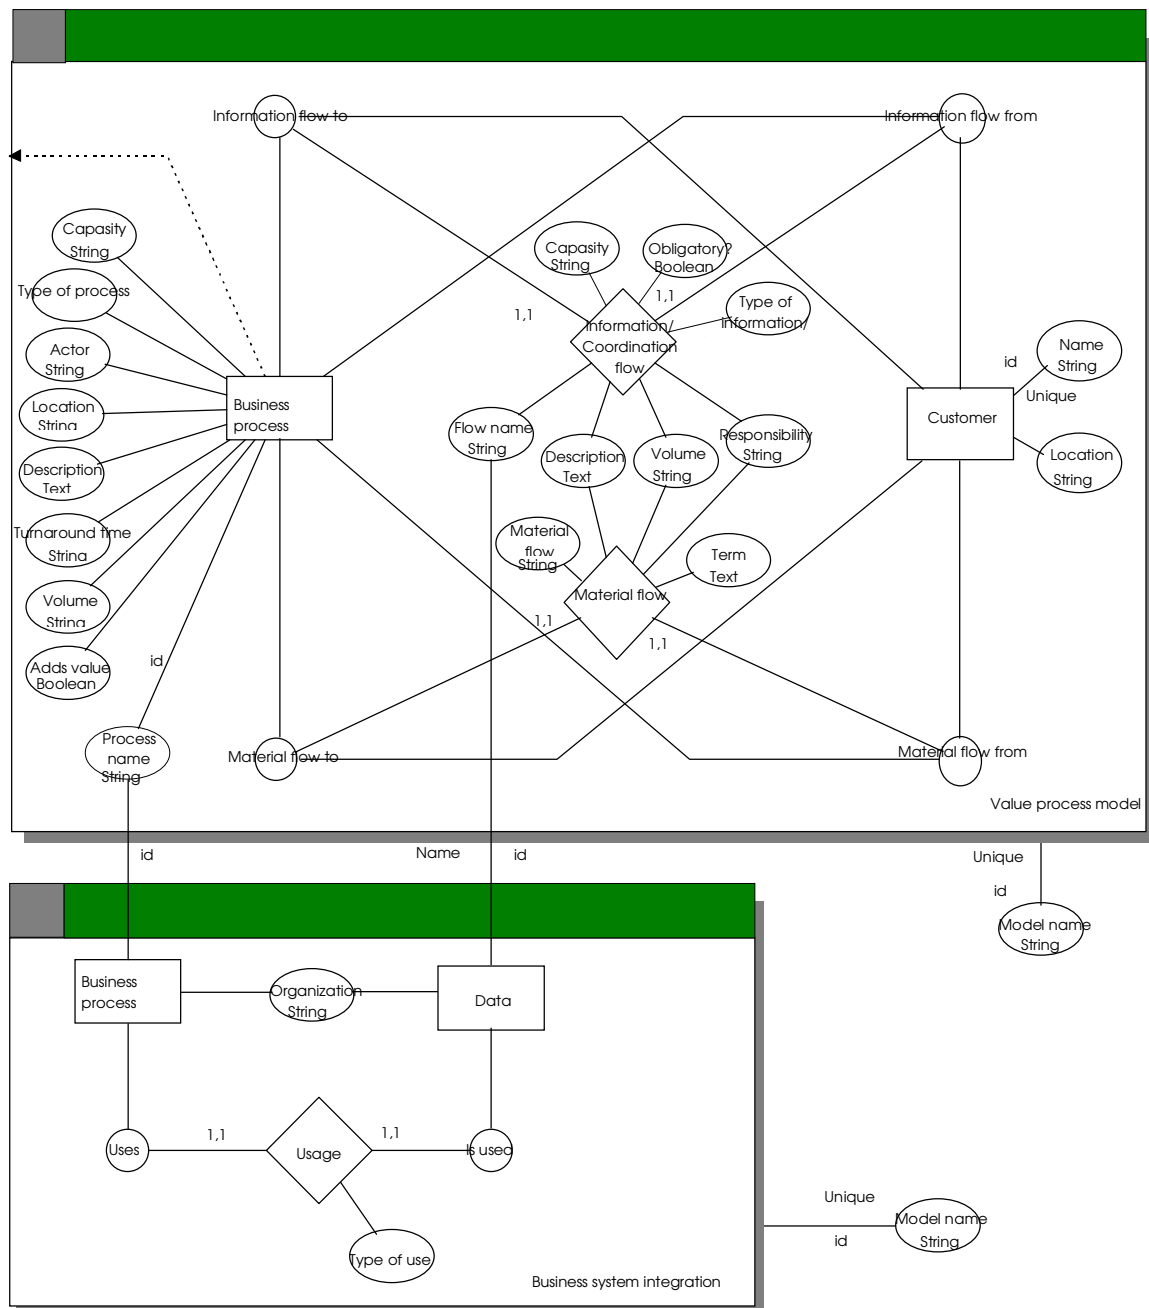 Information flow to
Information flow from
Capasity
String
Type of process
Actor
String
Location
String
Description
Text
Turnaround time
String
Volume
String
Adds value
Boolean
Business
process
id
Process
name
String
Capasity
String
Obligatory?
Boolean
1,1
1,1
Type of
information/
Information/
Coordination
flow
Flow name
String
Description
Text
Volume
String
Responsibility
String
Material
flow
String
Term
Text
Material flow
1,1
1,1
Customer
id
Unique
Name
String
Location
String
Material flow to
Material flow from
Value process model
id
Name
id
Unique
id
Model name
String
Business
process
Organization
String
Data
Uses
1,1
Usage
1,1
Is used
Type of use
Business system integration
Unique
id
Model name
String